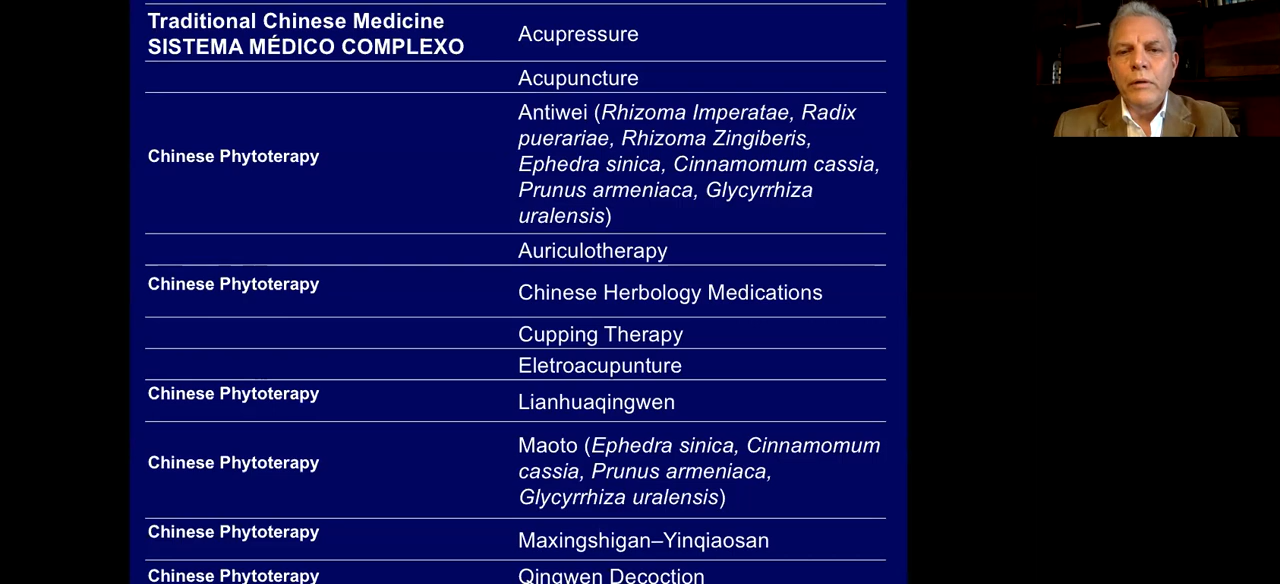 Traditional Chinese Medicine
SISTEMA MÉDICO COMPLEXO
Acupressure
Acupuncture
Chinese Phytoterapy
Antiwei (Rhizoma Imperatae, Radix
puerariae, Rhizoma Zingiberis,
Ephedra sinica, Cinnamomum cassia,
Prunus armeniaca, Glycyrrhiza
uralensis)
Auriculotherapy
Chinese Phytoterapy
Chinese Herbology Medications
Cupping Therapy
Eletroacupunture
Chinese Phytoterapy
Lianhuaqingwen
Chinese Phytoterapy
Maoto (Ephedra sinica, Cinnamomum
cassia, Prunus armeniaca,
Glycyrrhiza uralensis)
Chinese Phytoterapy
Maxingshigan–Yinqiaosan
Chinese Phytoterapy
Qingwen Decoction